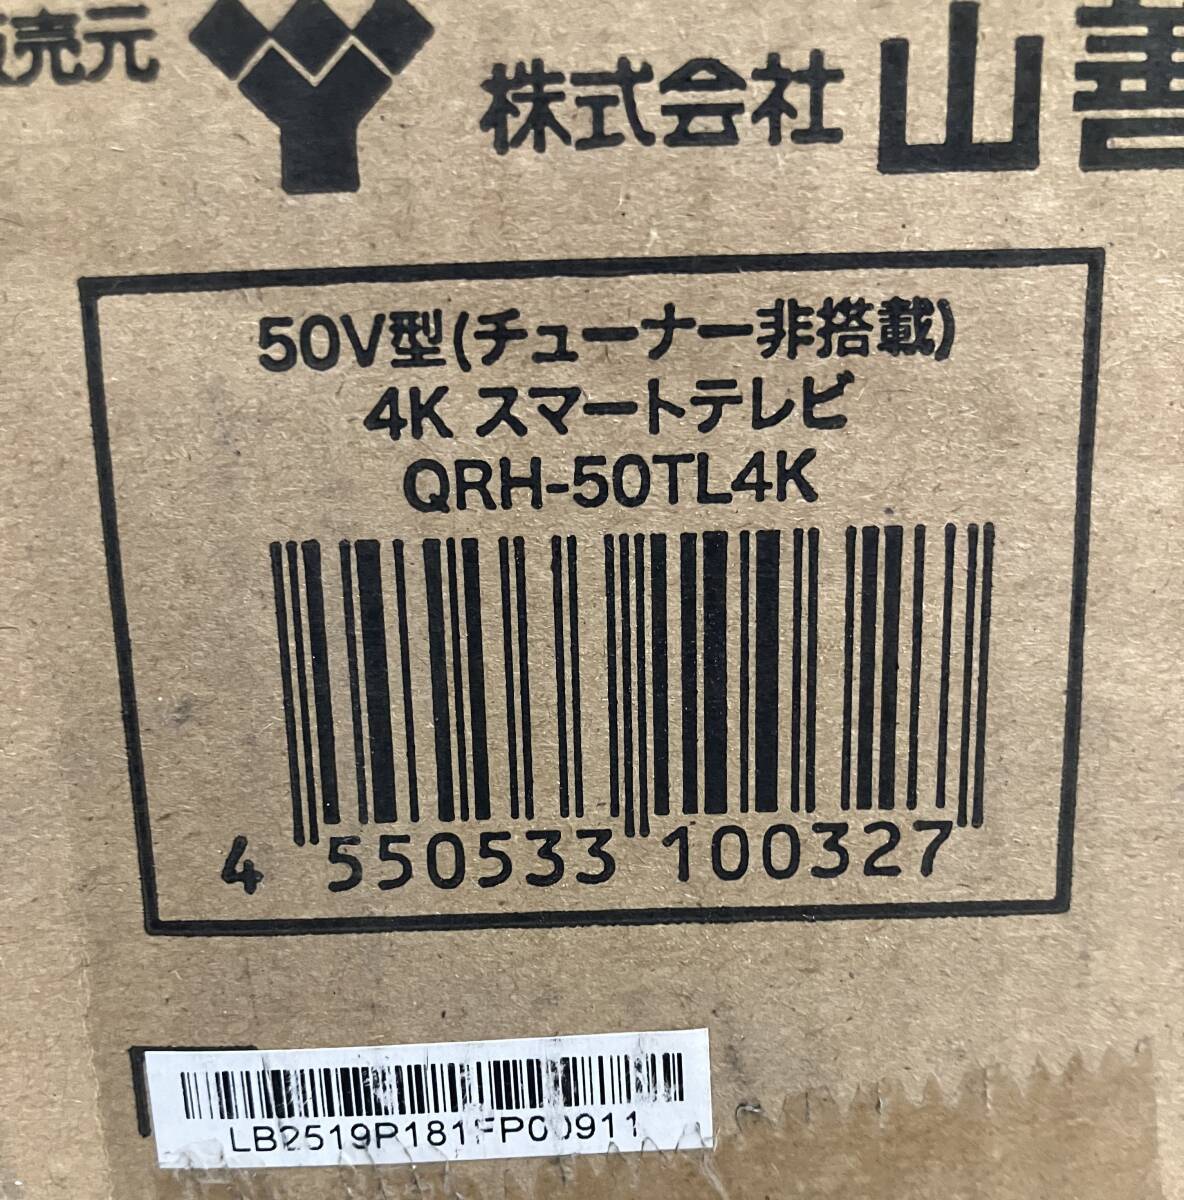 販売元 株式会社 山善
50V型(チューナー非搭載)
4K スマートテレビ
QRH-50TL4K
4 550533 100327